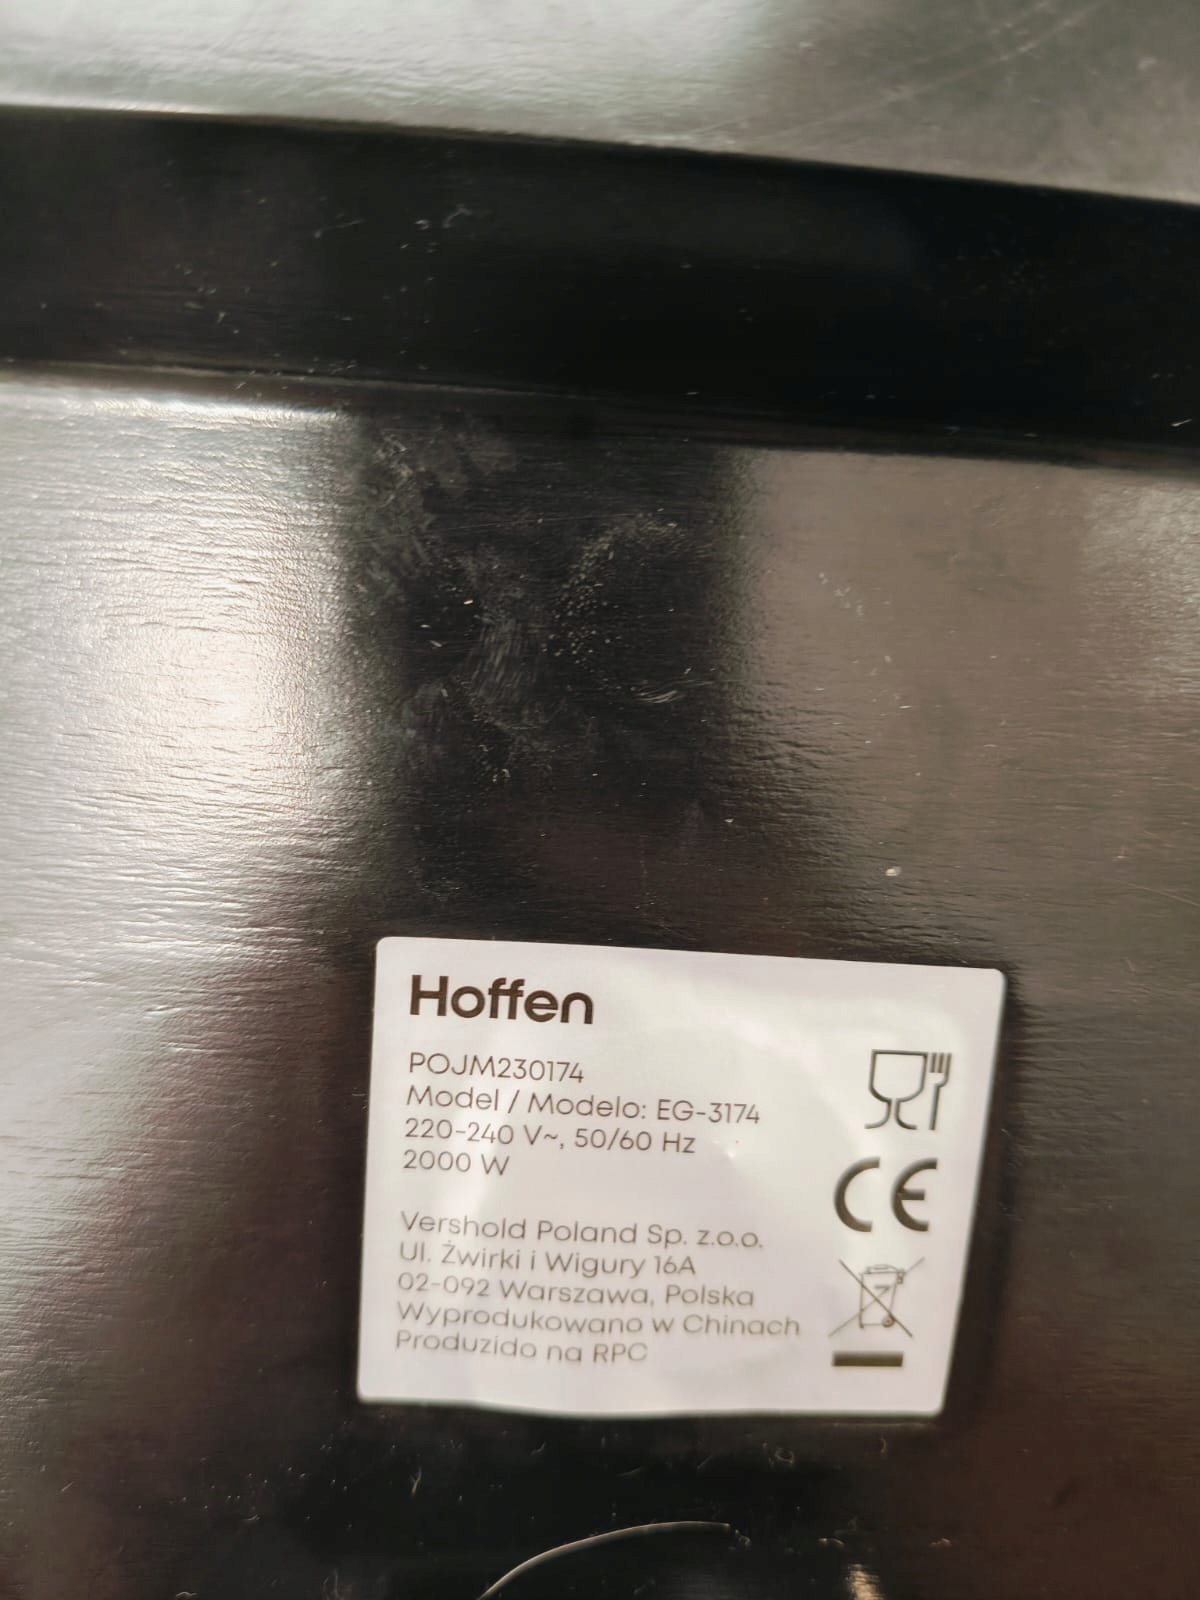 Hoffen
POJM230174
Model / Modelo: EG-3174
220-240 V~, 50/60 Hz
2000 W
Vershold Poland Sp. z.o.o.
Ul. Żwirki i Wigury 16A
02-092 Warszawa, Polska
Wyprodukowano w Chinach
Produzido na RPC
CE